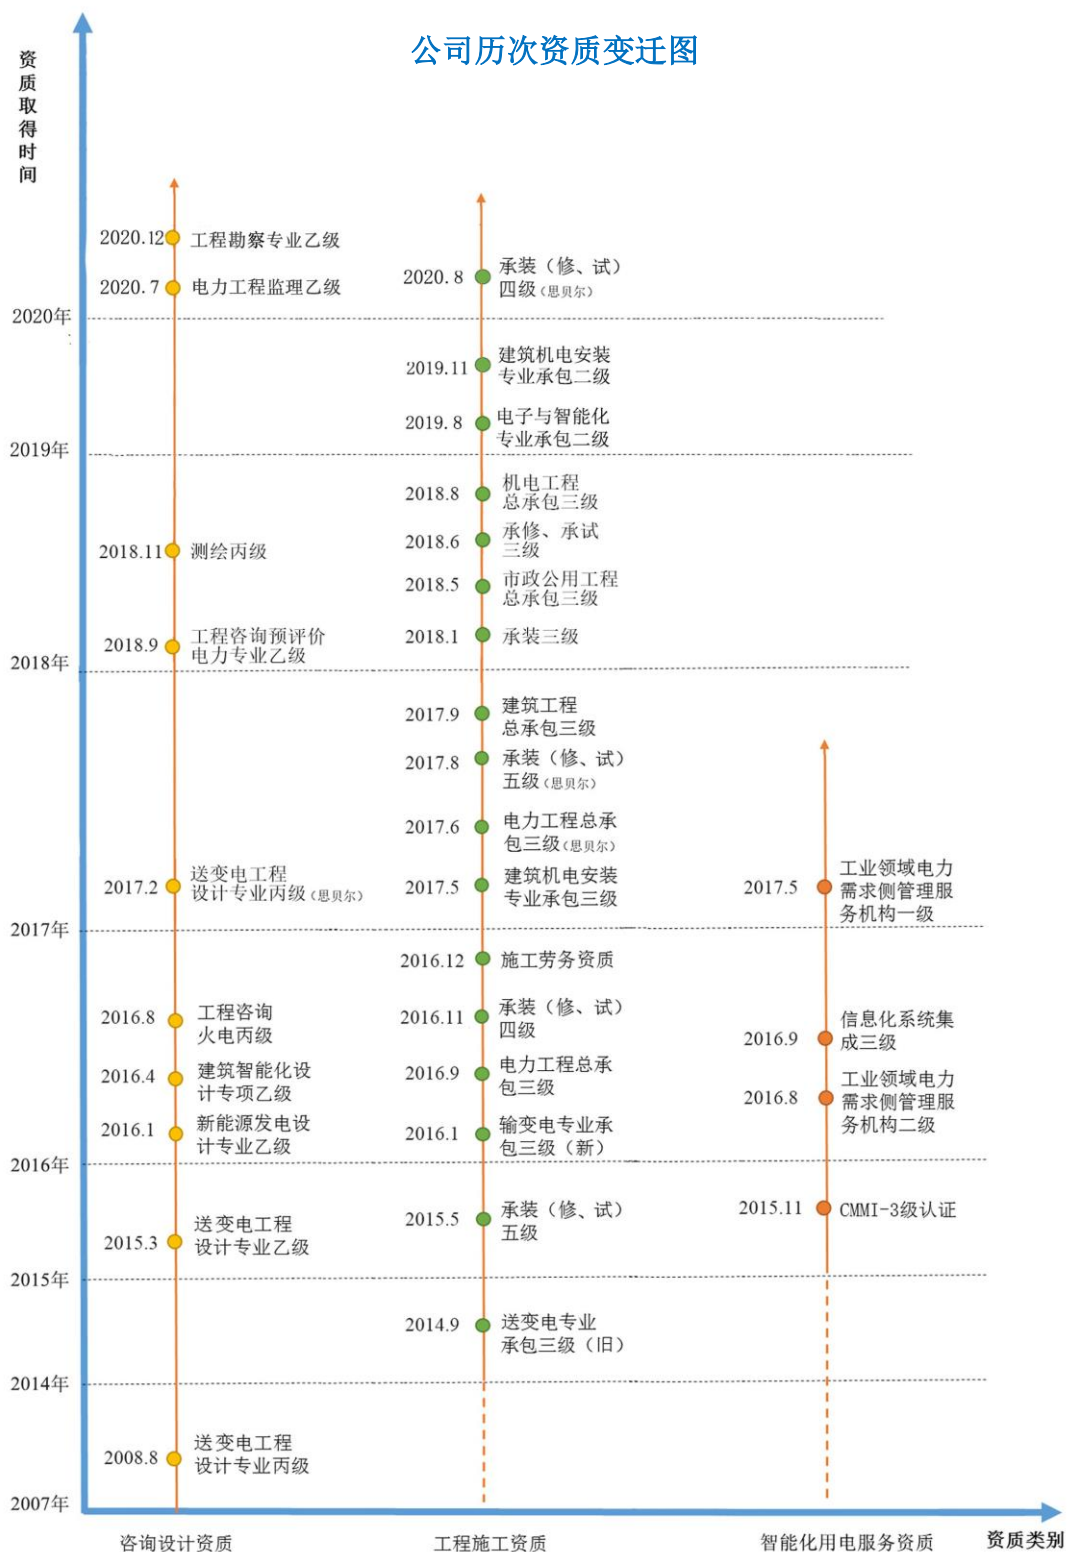 公司历次资质变迁图
资质取得时间
2020.12 工程勘察专业乙级
2020.7 电力工程监理乙级
2020.8 承装（修、试）
四级（思贝尔）
2020年
2019.11 建筑机电安装
专业承包二级
2019.8 电子与智能化
专业承包二级
2019年
2018.8 机电工程
总承包三级
2018.11 测绘丙级
2018.6 承修、承试
三级
2018.5 市政公用工程
总承包三级
2018.9 工程咨询预评价
电力专业乙级
2018.1 承装三级
2018年
2017.9 建筑工程
总承包三级
2017.8 承装（修、试）
五级（思贝尔）
2017.6 电力工程总承
包三级（思贝尔）
2017.2 送变电工程
设计专业丙级（思贝尔）
2017.5 建筑机电安装
专业承包三级
2017.5 工业领域电力
需求侧管理服
务机构一级
2017年
2016.12 施工劳务资质
2016.8 工程咨询
火电丙级
2016.11 承装（修、试）
四级
2016.9 信息化系统集
成三级
2016.4 建筑智能化设
计专项乙级
2016.9 电力工程总承
包三级
2016.8 工业领域电力
需求侧管理服
务机构二级
2016.1 新能源发电设
计专业乙级
2016.1 输变电专业承
包三级（新）
2016年
2015.3 送变电工程
设计专业乙级
2015.5 承装（修、试）
五级
2015.11 CMMI-3级认证
2015年
2014.9 送变电专业
承包三级（旧）
2014年
2008.8 送变电工程
设计专业丙级
2007年
咨询设计资质
工程施工资质
智能化用电服务资质
资质类别